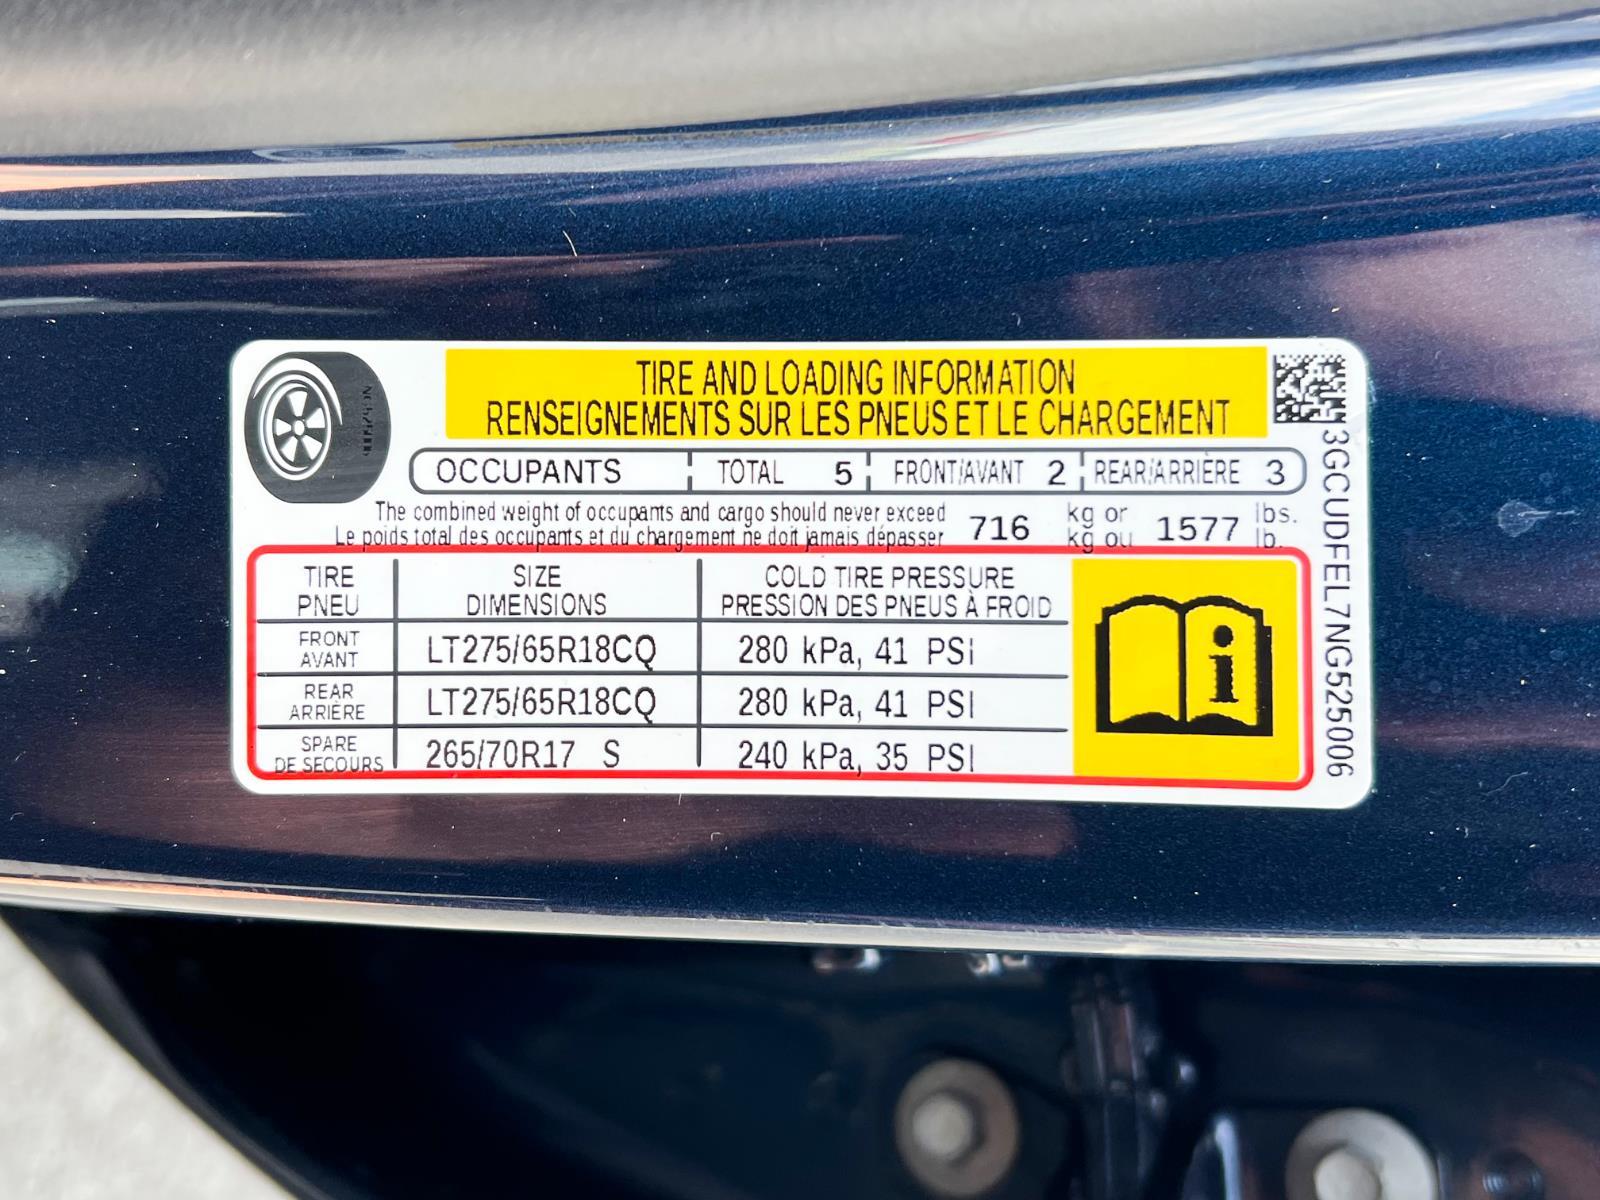 TIRE AND LOADING INFORMATION
RENSEIGNEMENTS SUR LES PNEUS ET LE CHARGEMENT
OCCUPANTS TOTAL 5 FRONT/AVANT 2 REAR/ARRIÈRE 3
The combined weight of occupants and cargo should never exceed 716 kg or 1577 lbs.
Le poids total des occupants et du chargement ne doit jamais dépasser kg ou lb.
TIRE SIZE COLD TIRE PRESSURE
PNEU DIMENSIONS PRESSION DES PNEUS À FROID
FRONT
AVANT LT275/65R18CQ 280 kPa, 41 PSI
REAR
ARRIÈRE LT275/65R18CQ 280 kPa, 41 PSI
SPARE
DE SECOURS 265/70R17 S 240 kPa, 35 PSI
i
3GCUDFEL7NG525006